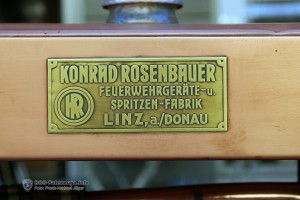 KONRAD ROSENBAUER
FEUERWEHRGERÄTE-u.
SPRITZEN-FABRIK
LINZ, a./DONAU
KR